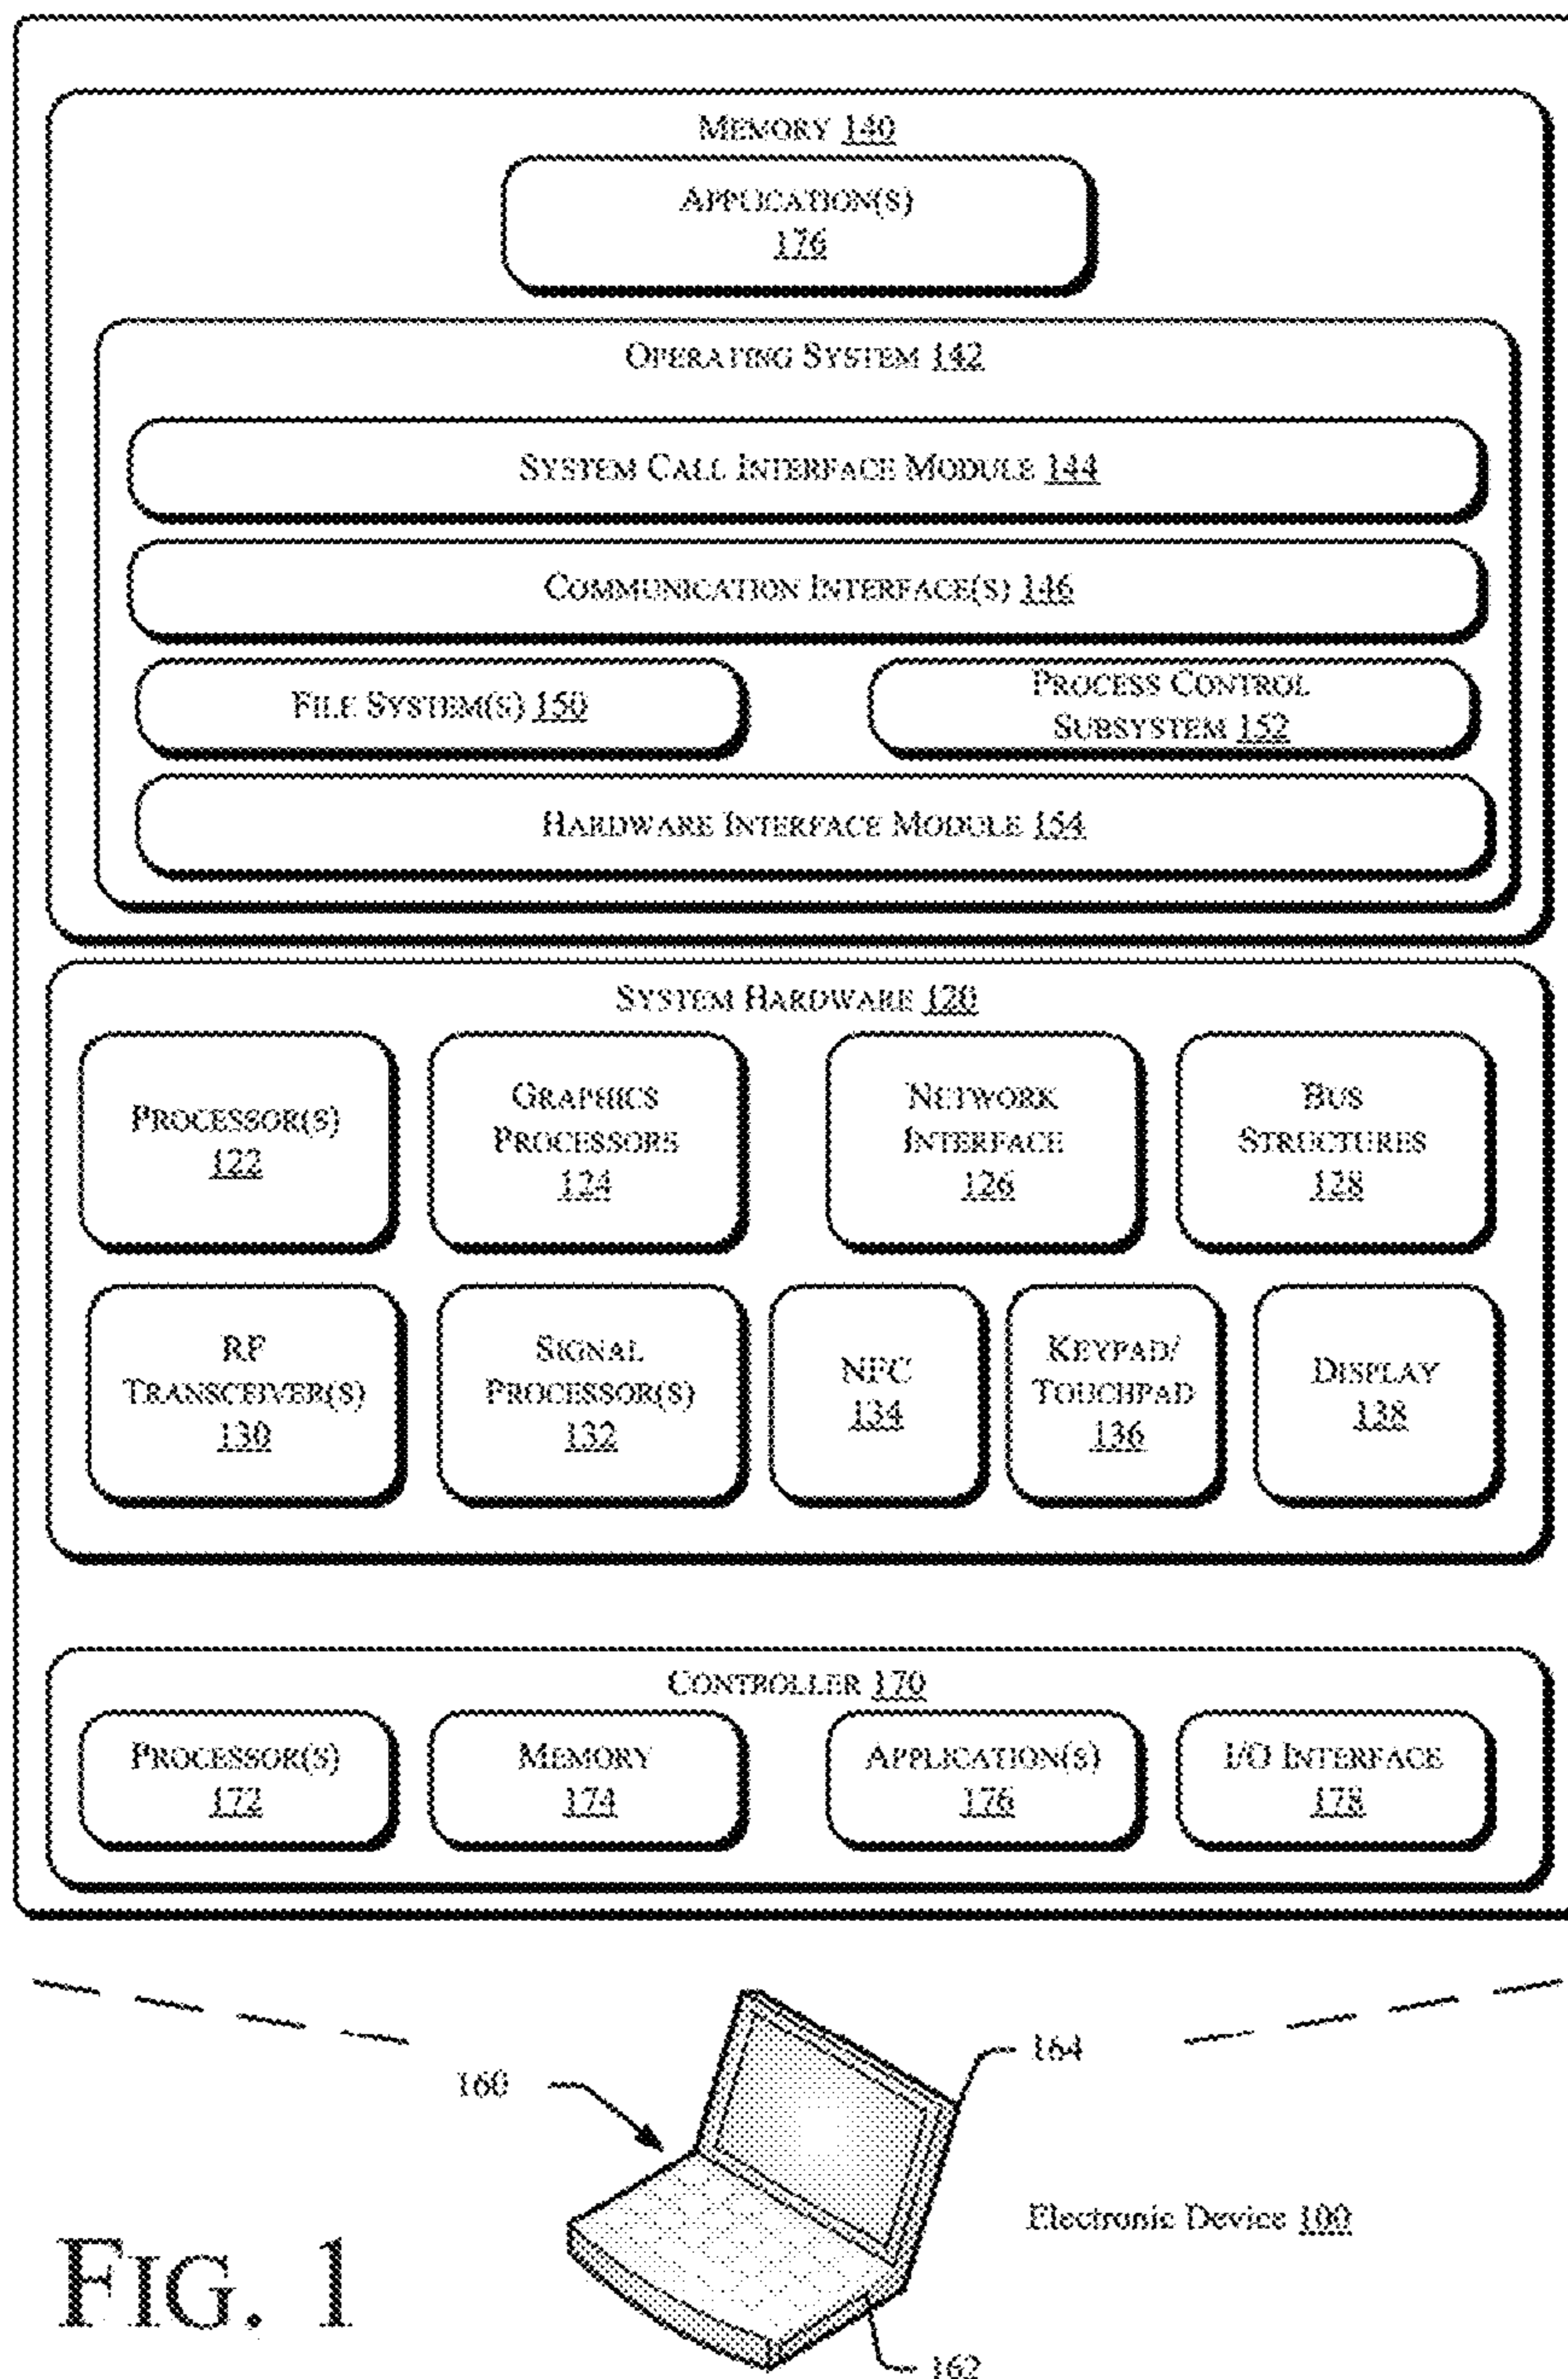 MEMORY 140
APPLICATION(S)
176
OPERATING SYSTEM 142
SYSTEM CALL INTERFACE MODULE 144
COMMUNICATION INTERFACE(S) 146
FILE SYSTEM(S) 150
PROCESS CONTROL
SUBSYSTEM 152
HARDWARE INTERFACE MODULE 154
SYSTEM HARDWARE 120
PROCESSOR(S)
122
GRAPHICS
PROCESSORS
124
NETWORK
INTERFACE
126
BUS
STRUCTURES
128
RF
TRANSCEIVER(S)
130
SIGNAL
PROCESSOR(S)
132
NFC
134
KEYPAD/
TOUCHPAD
136
DISPLAY
138
CONTROLLER 170
PROCESSOR(S)
172
MEMORY
174
APPLICATION(S)
176
I/O INTERFACE
178
164
160
Electronic Device 100
FIG. 1
162